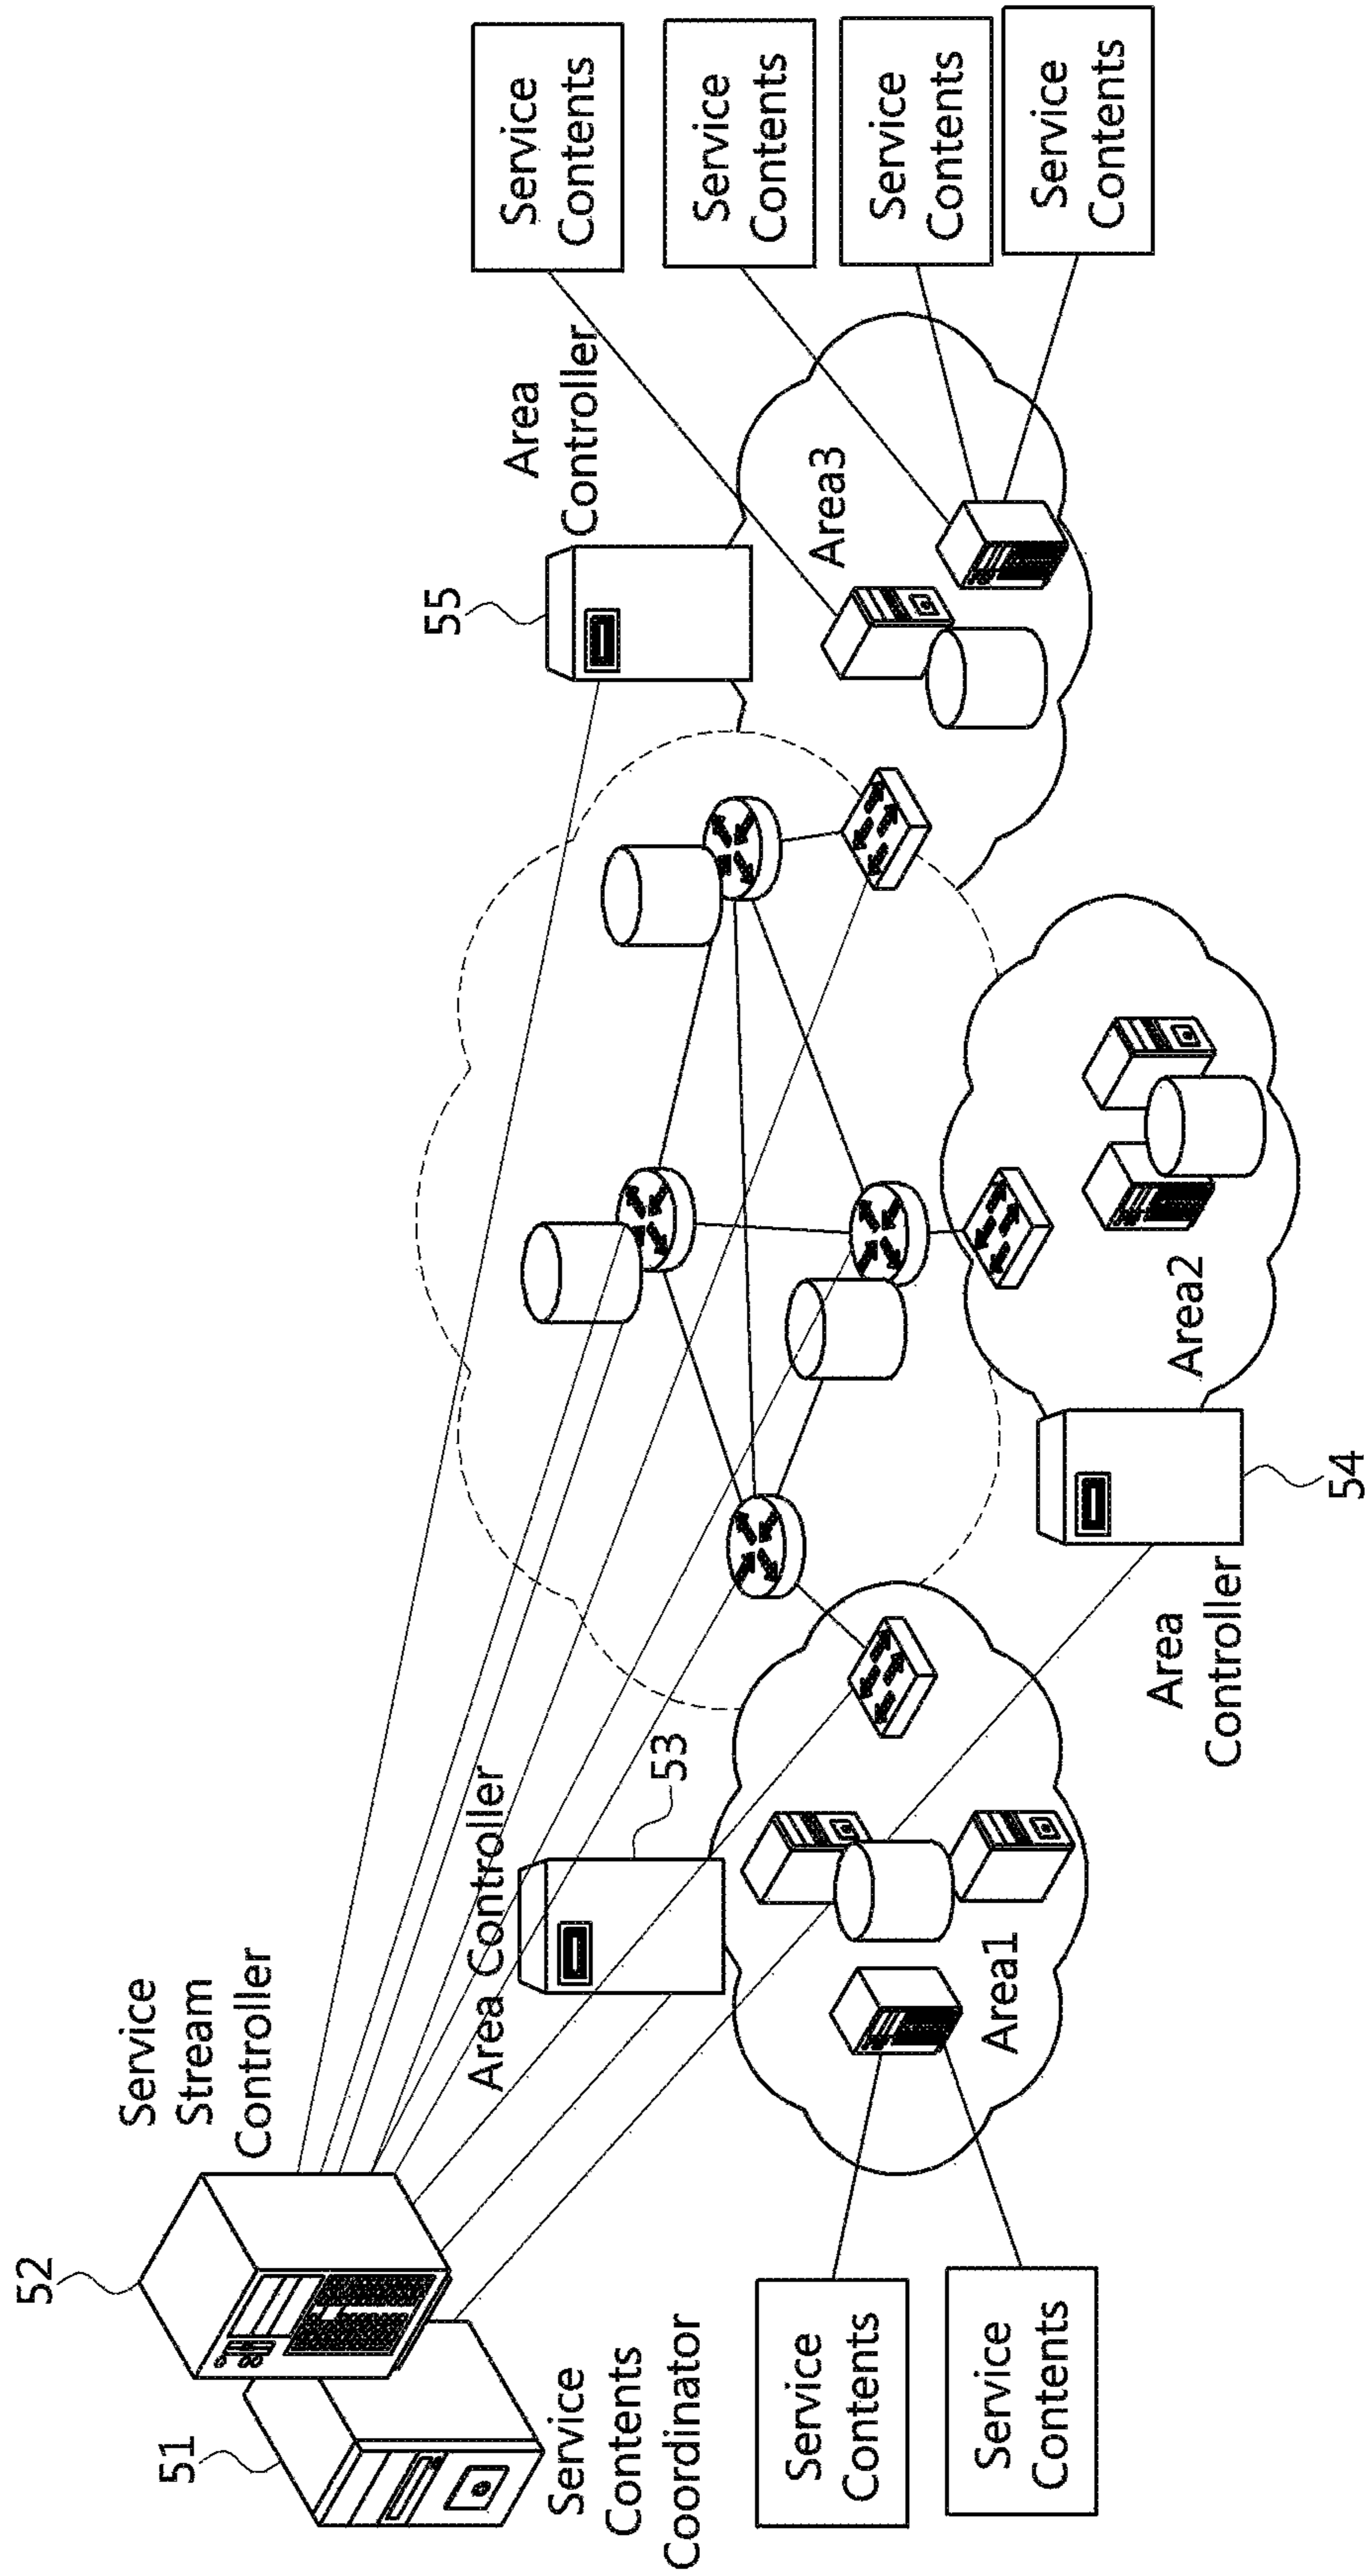 52
Service
Stream
Controller
51
Service
Contents
Coordinator
Area Controller
53
55
Area
Controller
Service
Contents
Service
Contents
Service
Contents
Service
Contents
Area3
Area1
Area2
Area
Controller
54
Service
Contents
Service
Contents